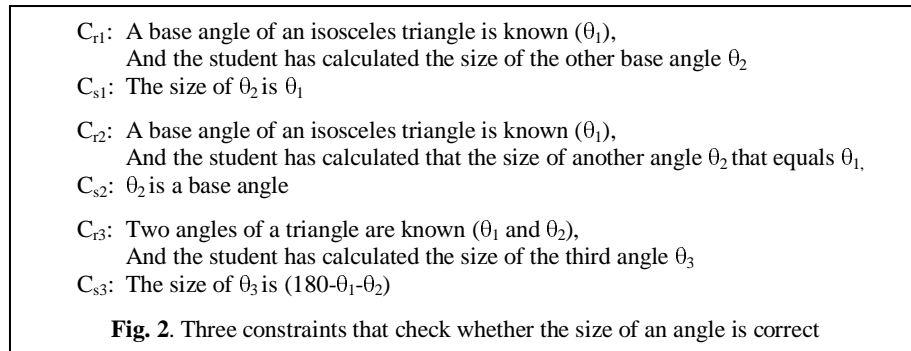 Cr1: A base angle of an isosceles triangle is known (θ1),
And the student has calculated the size of the other base angle θ2
Cs1: The size of θ2 is θ1
Cr2: A base angle of an isosceles triangle is known (θ1),
And the student has calculated that the size of another angle θ2 that equals θ1,
Cs2: θ2 is a base angle
Cr3: Two angles of a triangle are known (θ1 and θ2),
And the student has calculated the size of the third angle θ3
Cs3: The size of θ3 is (180-θ1-θ2)
Fig. 2. Three constraints that check whether the size of an angle is correct